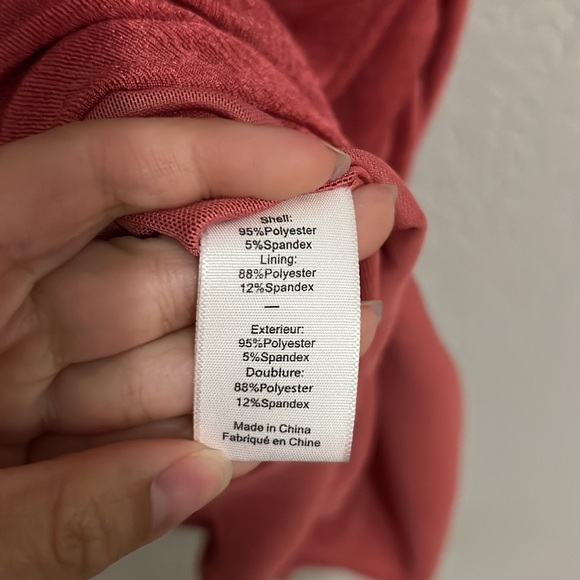 Shell:
95%Polyester
5%Spandex
Lining:
88%Polyester
12%Spandex
—
Exterieur:
95%Polyester
5%Spandex
Doublure:
88%Polyester
12%Spandex
Made in China
Fabriqué en Chine